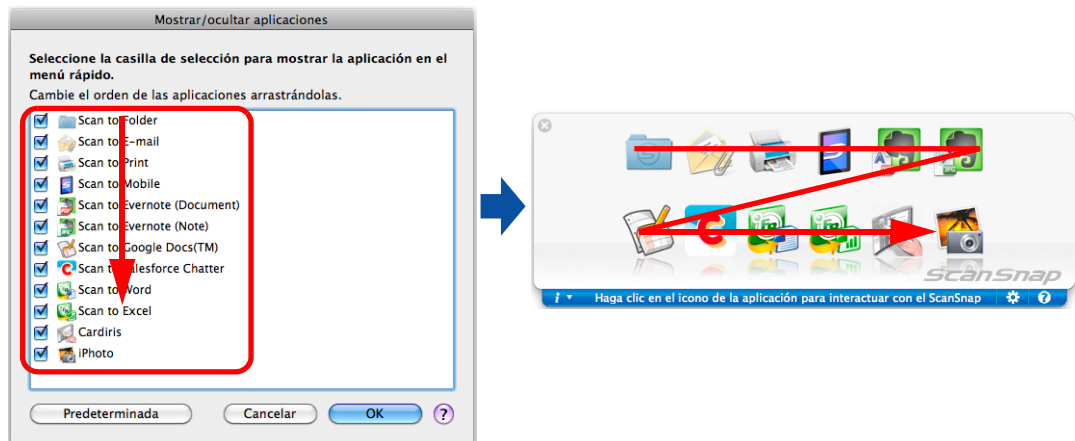 Mostrar/ocultar aplicaciones
Seleccione la casilla de selección para mostrar la aplicación en el
menú rápido.
Cambie el orden de las aplicaciones arrastrándolas.
Scan to Folder
Scan to E-mail
Scan to Print
Scan to Mobile
Scan to Evernote (Document)
Scan to Evernote (Note)
Scan to Google Docs(TM)
Scan to Salesforce Chatter
Scan to Word
Scan to Excel
Cardiris
iPhoto
Predeterminada
Cancelar
OK
?
S
A
JPG
ScanSnap
i
Haga clic en el icono de la aplicación para interactuar con el ScanSnap
?